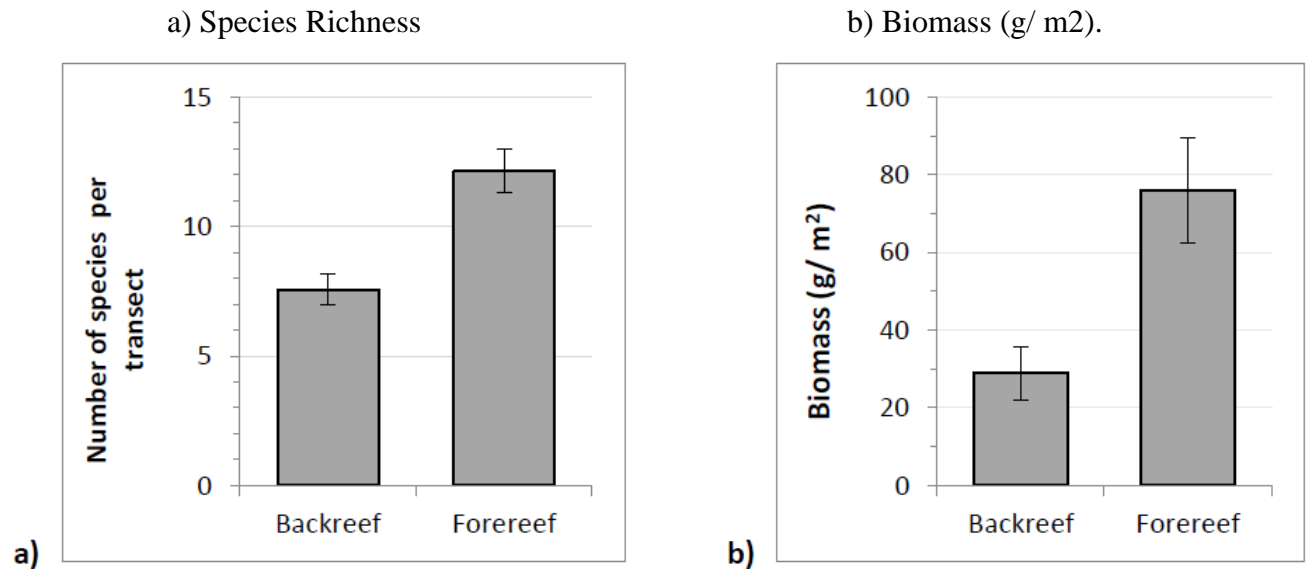 a) Species Richness
b) Biomass (g/ m2).
Number of species per
transect
15
10
5
0
Backreef
Forereef
a)
Biomass (g/ m²)
100
80
60
40
20
0
Backreef
Forereef
b)